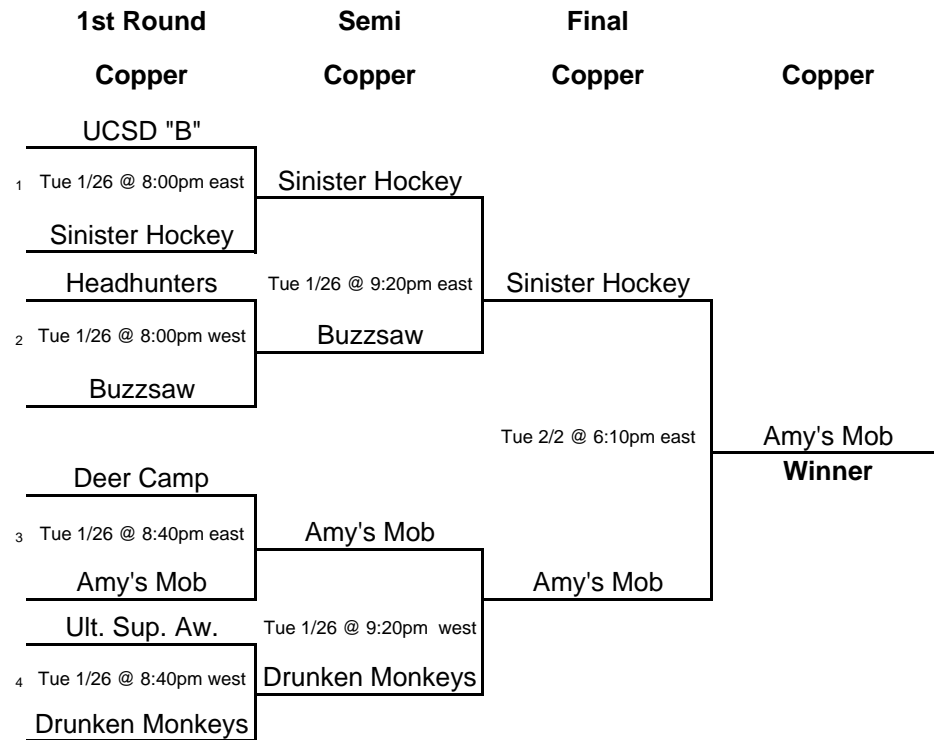 1st Round Semi Final
Copper Copper Copper Copper
UCSD "B"
1 Tue 1/26 @ 8:00pm east Sinister Hockey
Sinister Hockey
Headhunters Tue 1/26 @ 9:20pm east Sinister Hockey
2 Tue 1/26 @ 8:00pm west Buzzsaw
Buzzsaw
Tue 2/2 @ 6:10pm east Amy's Mob
Deer Camp Winner
3 Tue 1/26 @ 8:40pm east Amy's Mob
Amy's Mob Amy's Mob
Ult. Sup. Aw. Tue 1/26 @ 9:20pm west
4 Tue 1/26 @ 8:40pm west Drunken Monkeys
Drunken Monkeys